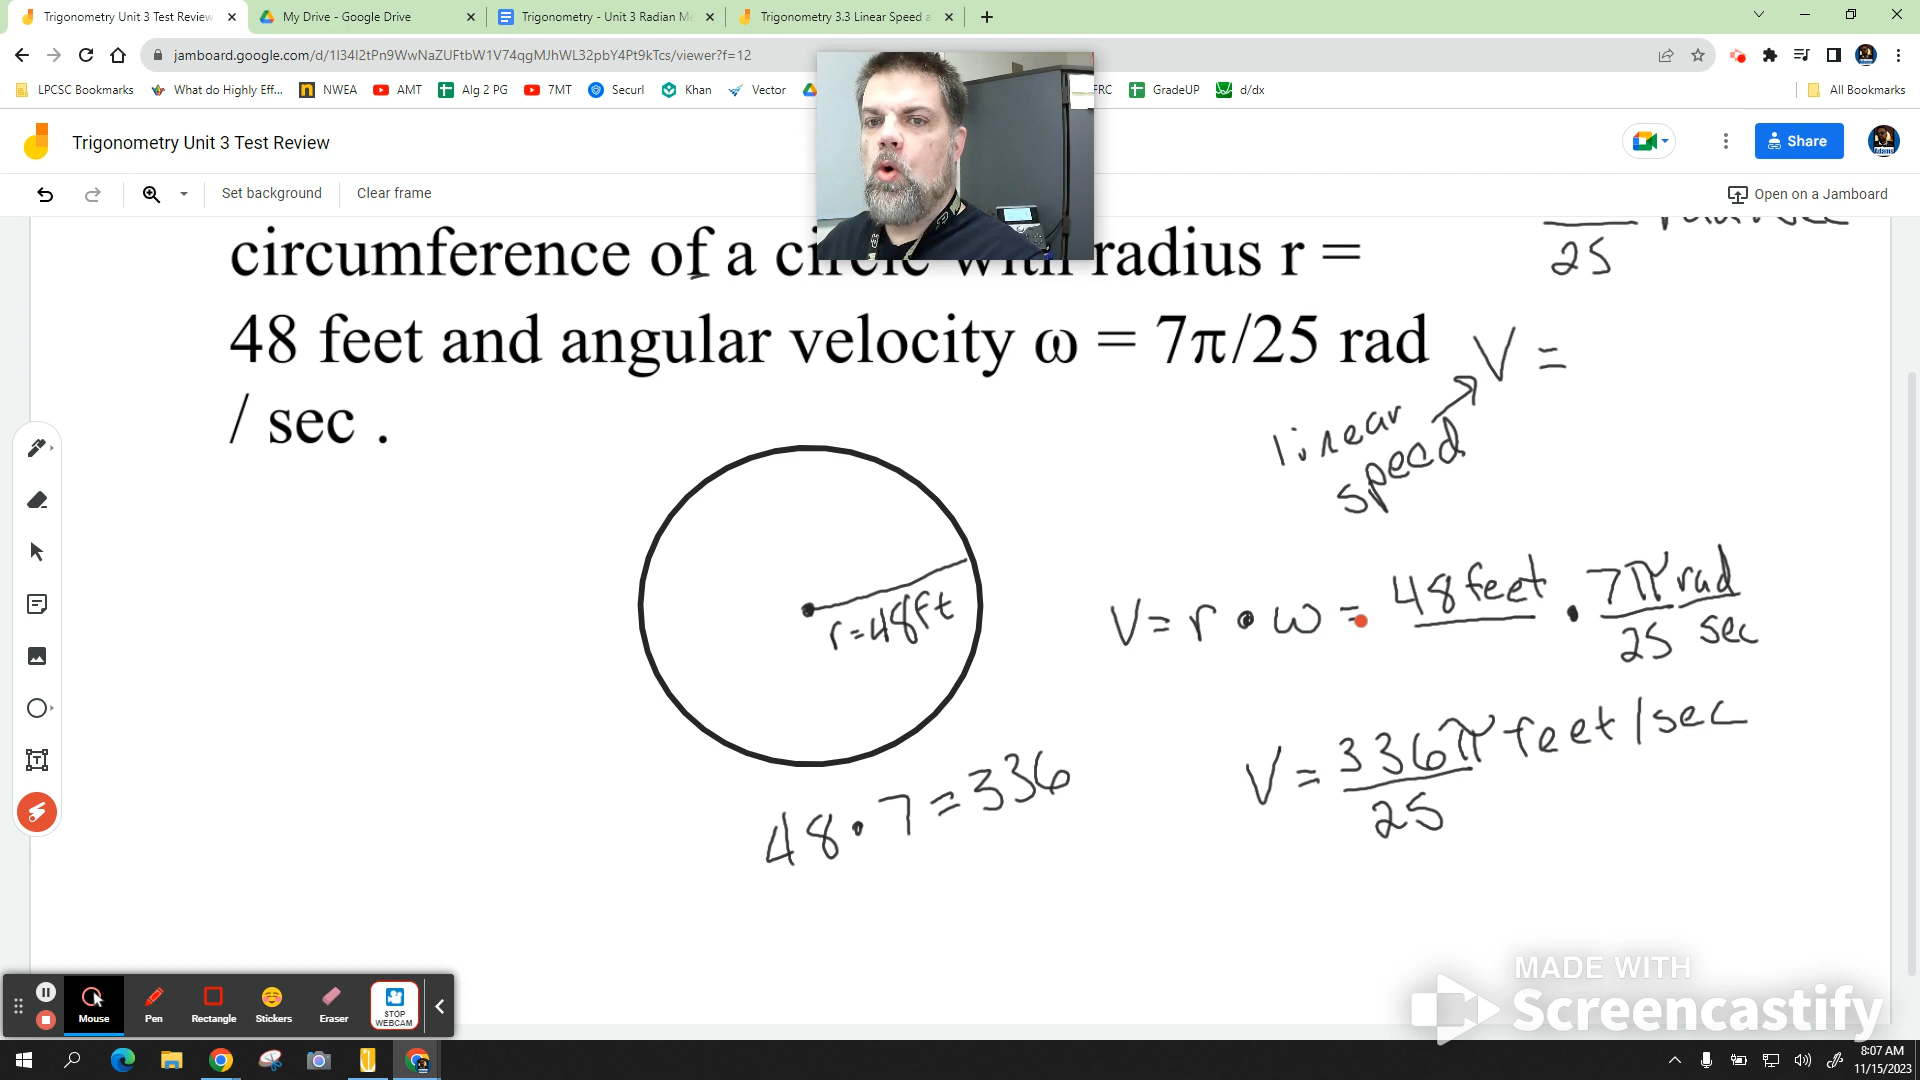 Trigonometry Unit 3 Test Review
My Drive - Google Drive
Trigonometry - Unit 3 Radian Me
Trigonometry 3.3 Linear Speed a
jamboard.google.com/d/1I34I2tPn9WwNaZUFtbW1V74qgMJhWL32pbY4Pt9kTcs/viewer?f=12
LPCSC Bookmarks
What do Highly Eff...
NWEA
AMT
Alg 2 PG
7MT
Securl
Khan
Vector
FRC
GradeUP
d/dx
All Bookmarks
Trigonometry Unit 3 Test Review
Share
Set background
Clear frame
Open on a Jamboard
circumference of a circle with radius r =
48 feet and angular velocity ω = 7π/25 rad
/ sec .
25
V =
linear
speed
r=48ft
V = r • ω = 48 feet • 7π rad
25 sec
V = 336π feet/sec
25
48 • 7 = 336
MADE WITH
Screencastify
Mouse
Pen
Rectangle
Stickers
Eraser
STOP
WEBCAM
8:07 AM
11/15/2023